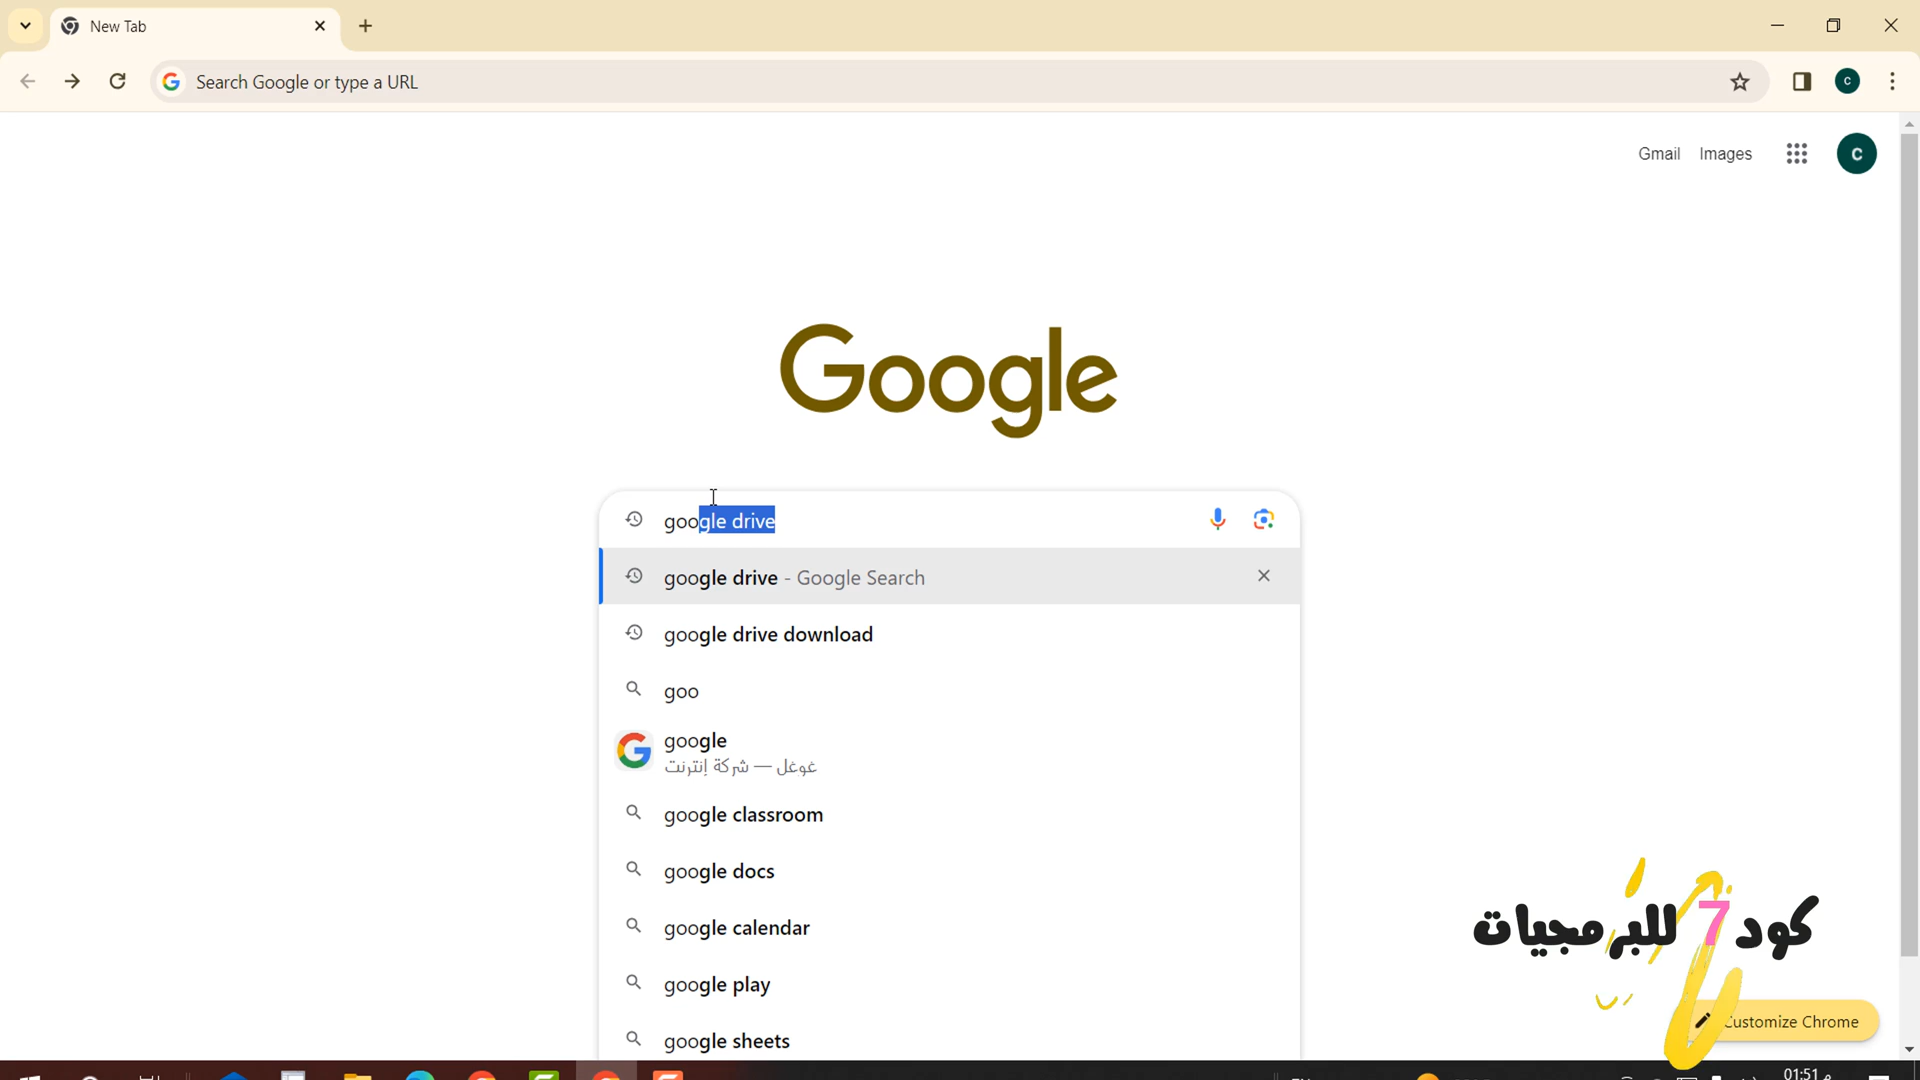 New Tab
Search Google or type a URL
Gmail Images
C
C
Google
google drive
google drive - Google Search
google drive download
goo
google
غوغل — شركة إنترنت
google classroom
google docs
google calendar
google play
google sheets
كود 7 للبرمجيات
Customize Chrome
01:51